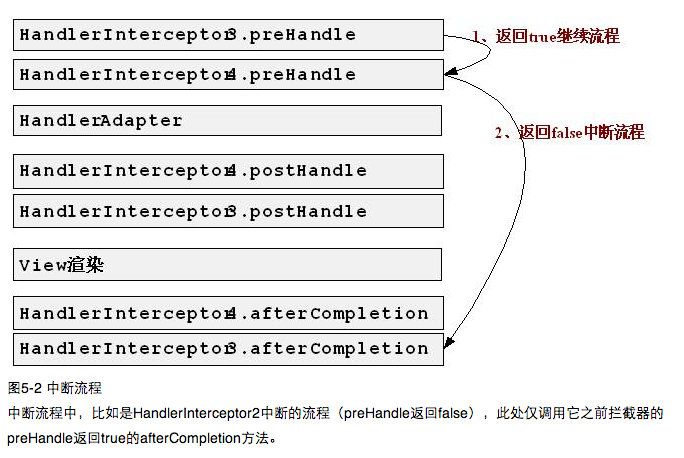 HandlerInterceptor3.preHandle
1、返回true继续流程
HandlerInterceptor4.preHandle
HandlerAdapter
2、返回false中断流程
HandlerInterceptor4.postHandle
HandlerInterceptor3.postHandle
View渲染
HandlerInterceptor4.afterCompletion
HandlerInterceptor3.afterCompletion
图5-2 中断流程
中断流程中，比如是HandlerInterceptor2中断的流程（preHandle返回false），此处仅调用它之前拦截器的
preHandle返回true的afterCompletion方法。